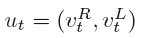 $u_t = (v_t^R, v_t^L)$